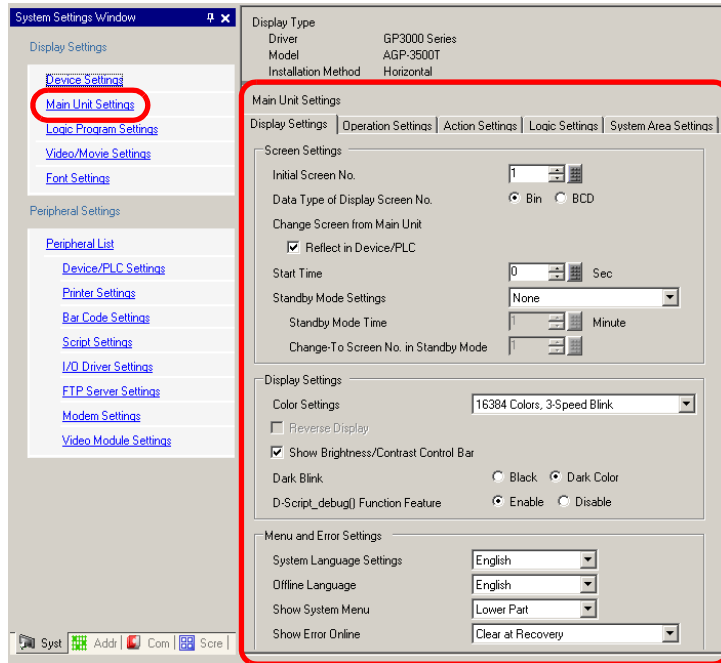 System Settings Window
Display Settings
Device Settings
Main Unit Settings
Logic Program Settings
Video/Movie Settings
Font Settings
Peripheral Settings
Peripheral List
Device/PLC Settings
Printer Settings
Bar Code Settings
Script Settings
I/O Driver Settings
FTP Server Settings
Modem Settings
Video Module Settings
Syst Addr Com Scre
Display Type
Driver GP3000 Series
Model AGP-3500T
Installation Method Horizontal
Main Unit Settings
Display Settings Operation Settings Action Settings Logic Settings System Area Settings
Screen Settings
Initial Screen No. 1
Data Type of Display Screen No. Bin BCD
Change Screen from Main Unit
Reflect in Device/PLC
Start Time 0 Sec
Standby Mode Settings None
Standby Mode Time 1 Minute
Change-To Screen No. in Standby Mode 1
Display Settings
Color Settings 16384 Colors, 3-Speed Blink
Reverse Display
Show Brightness/Contrast Control Bar
Dark Blink Black Dark Color
D-Script_debug() Function Feature Enable Disable
Menu and Error Settings
System Language Settings English
Offline Language English
Show System Menu Lower Part
Show Error Online Clear at Recovery